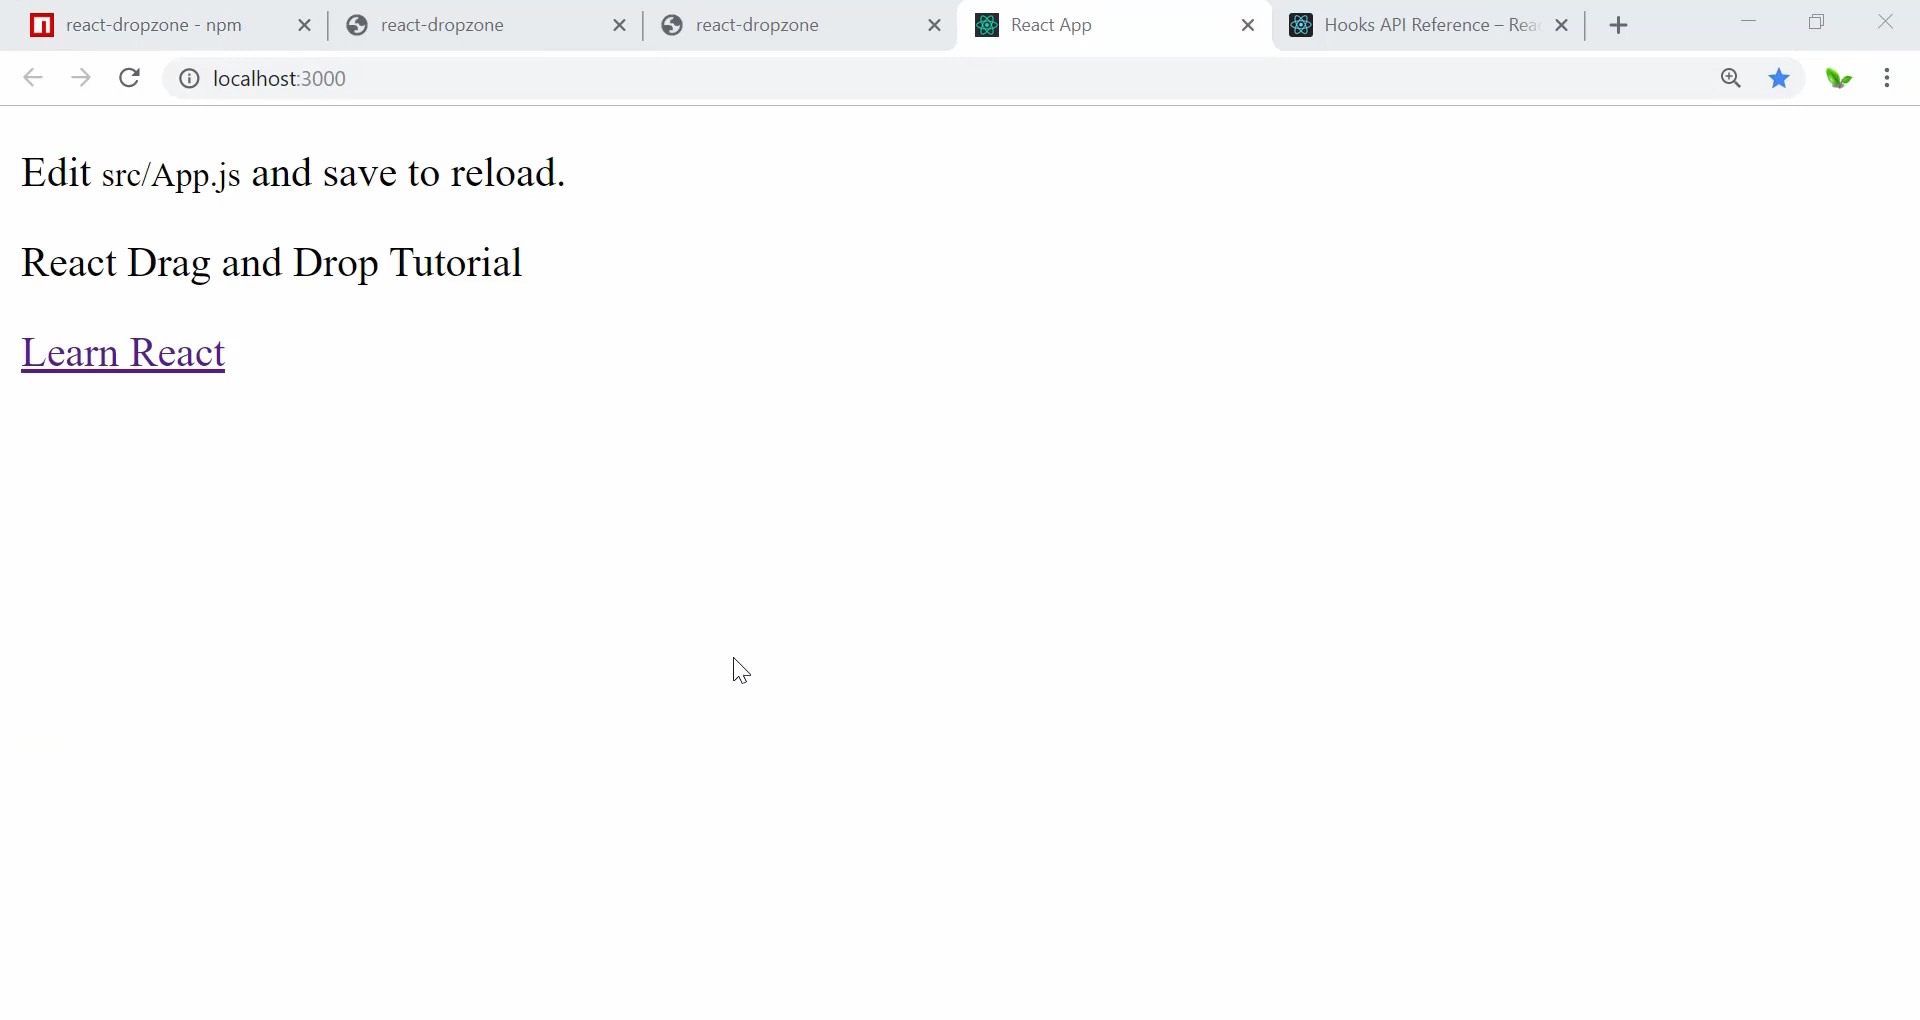 react-dropzone - npm
react-dropzone
react-dropzone
React App
Hooks API Reference – Reac
localhost:3000
Edit src/App.js and save to reload.
React Drag and Drop Tutorial
Learn React